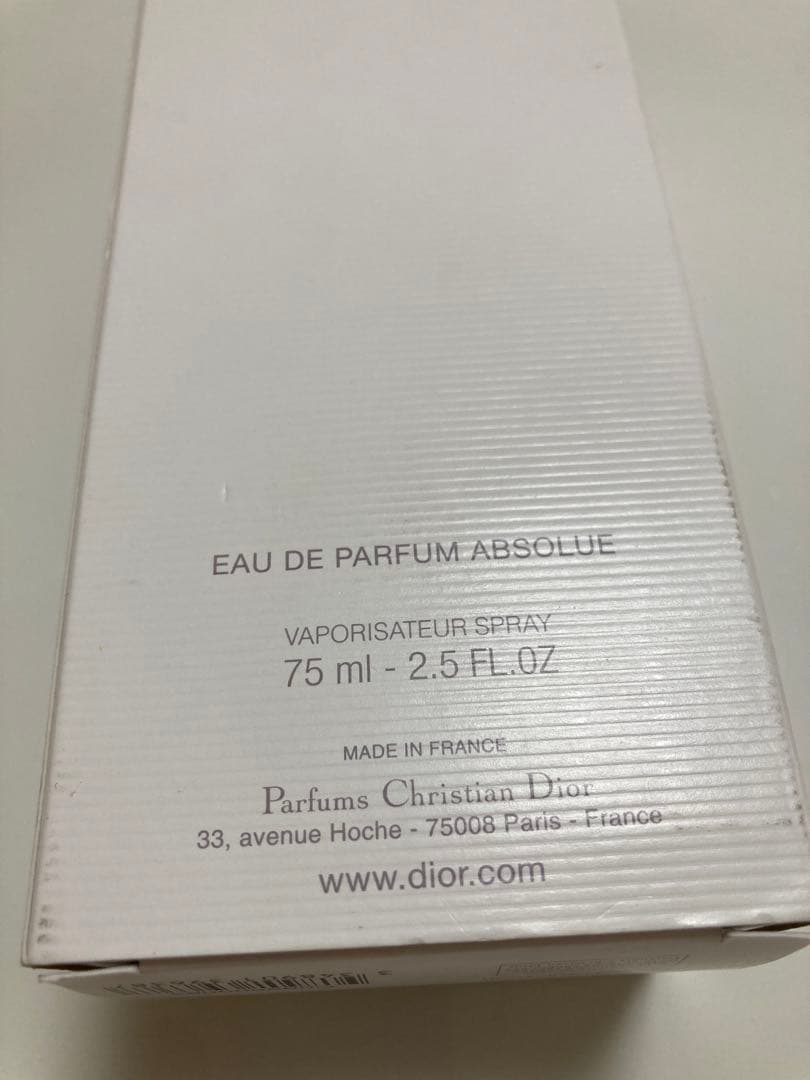 EAU DE PARFUM ABSOLUE
VAPORISATEUR SPRAY
75 ml - 2.5 FL.OZ
MADE IN FRANCE
Parfums Christian Dior
33, avenue Hoche - 75008 Paris - France
www.dior.com